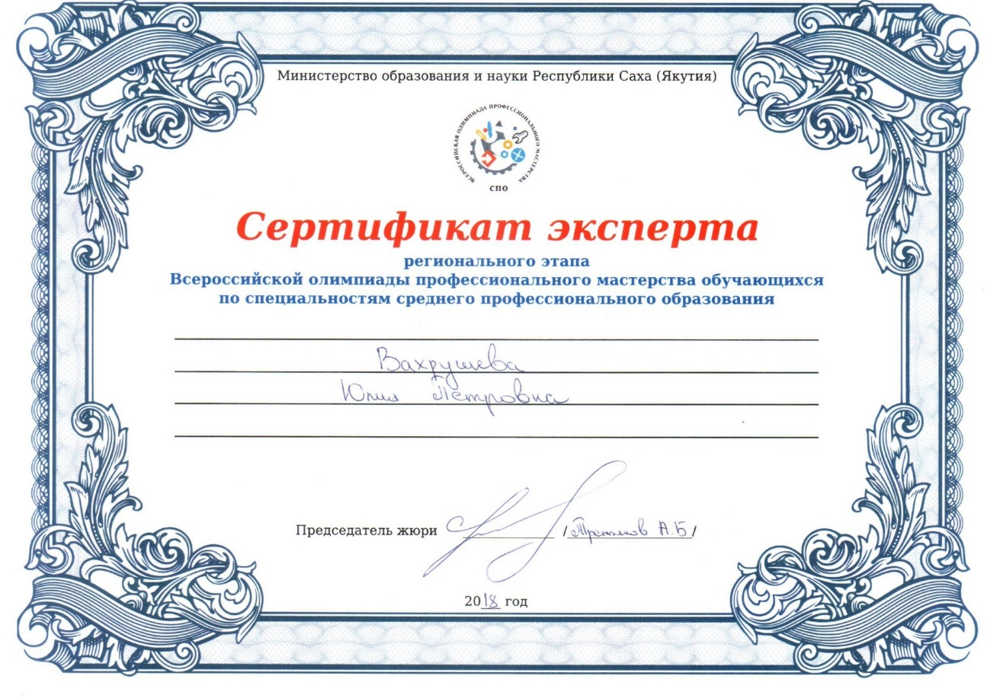 Министерство образования и науки Республики Саха (Якутия)
ВСЕРОССИЙСКАЯ ОЛИМПИАДА ПРОФЕССИОНАЛЬНОГО МАСТЕРСТВА
СПО
Сертификат эксперта
регионального этапа
Всероссийской олимпиады профессионального мастерства обучающихся
по специальностям среднего профессионального образования
Вахрушева
Юлия Петровна
Председатель жюри /Третьяков А.Б/
2018 год